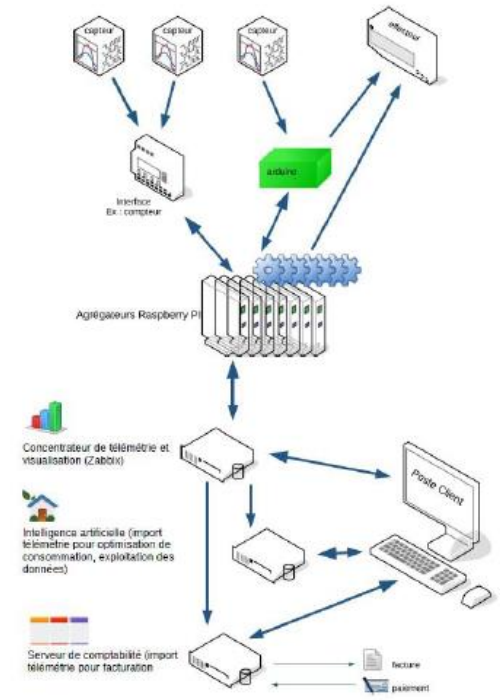 capteur
capteur
capteur
effecteur
arduino
Interface
Ex : compteur
Agrégateurs Raspberry PI
Concentrateur de télémétrie et
visualisation (Zabbix)
Poste Client
Intelligence artificielle (import
télémétrie pour optimisation de
consommation, exploitation des
données)
Serveur de comptabilité (import
télémétrie pour facturation
facture
paiement